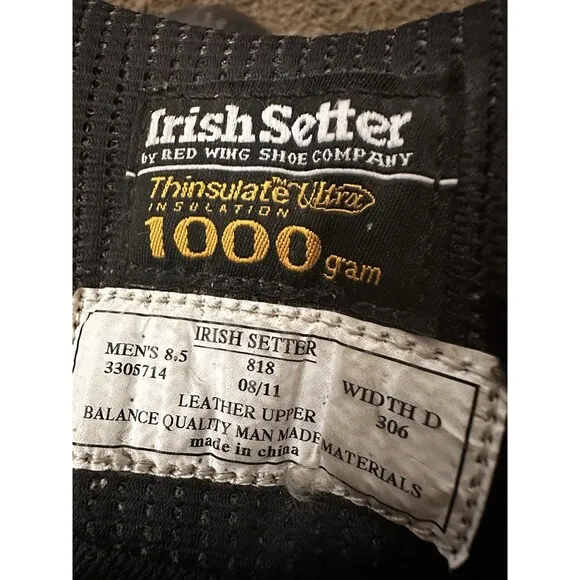 Irish Setter
BY RED WING SHOE COMPANY
Thinsulate™ Ultra
INSULATION
1000 gram
IRISH SETTER
MEN'S 8.5 818 WIDTH D
3305714 08/11 306
LEATHER UPPER
BALANCE QUALITY MAN MADE MATERIALS
made in china